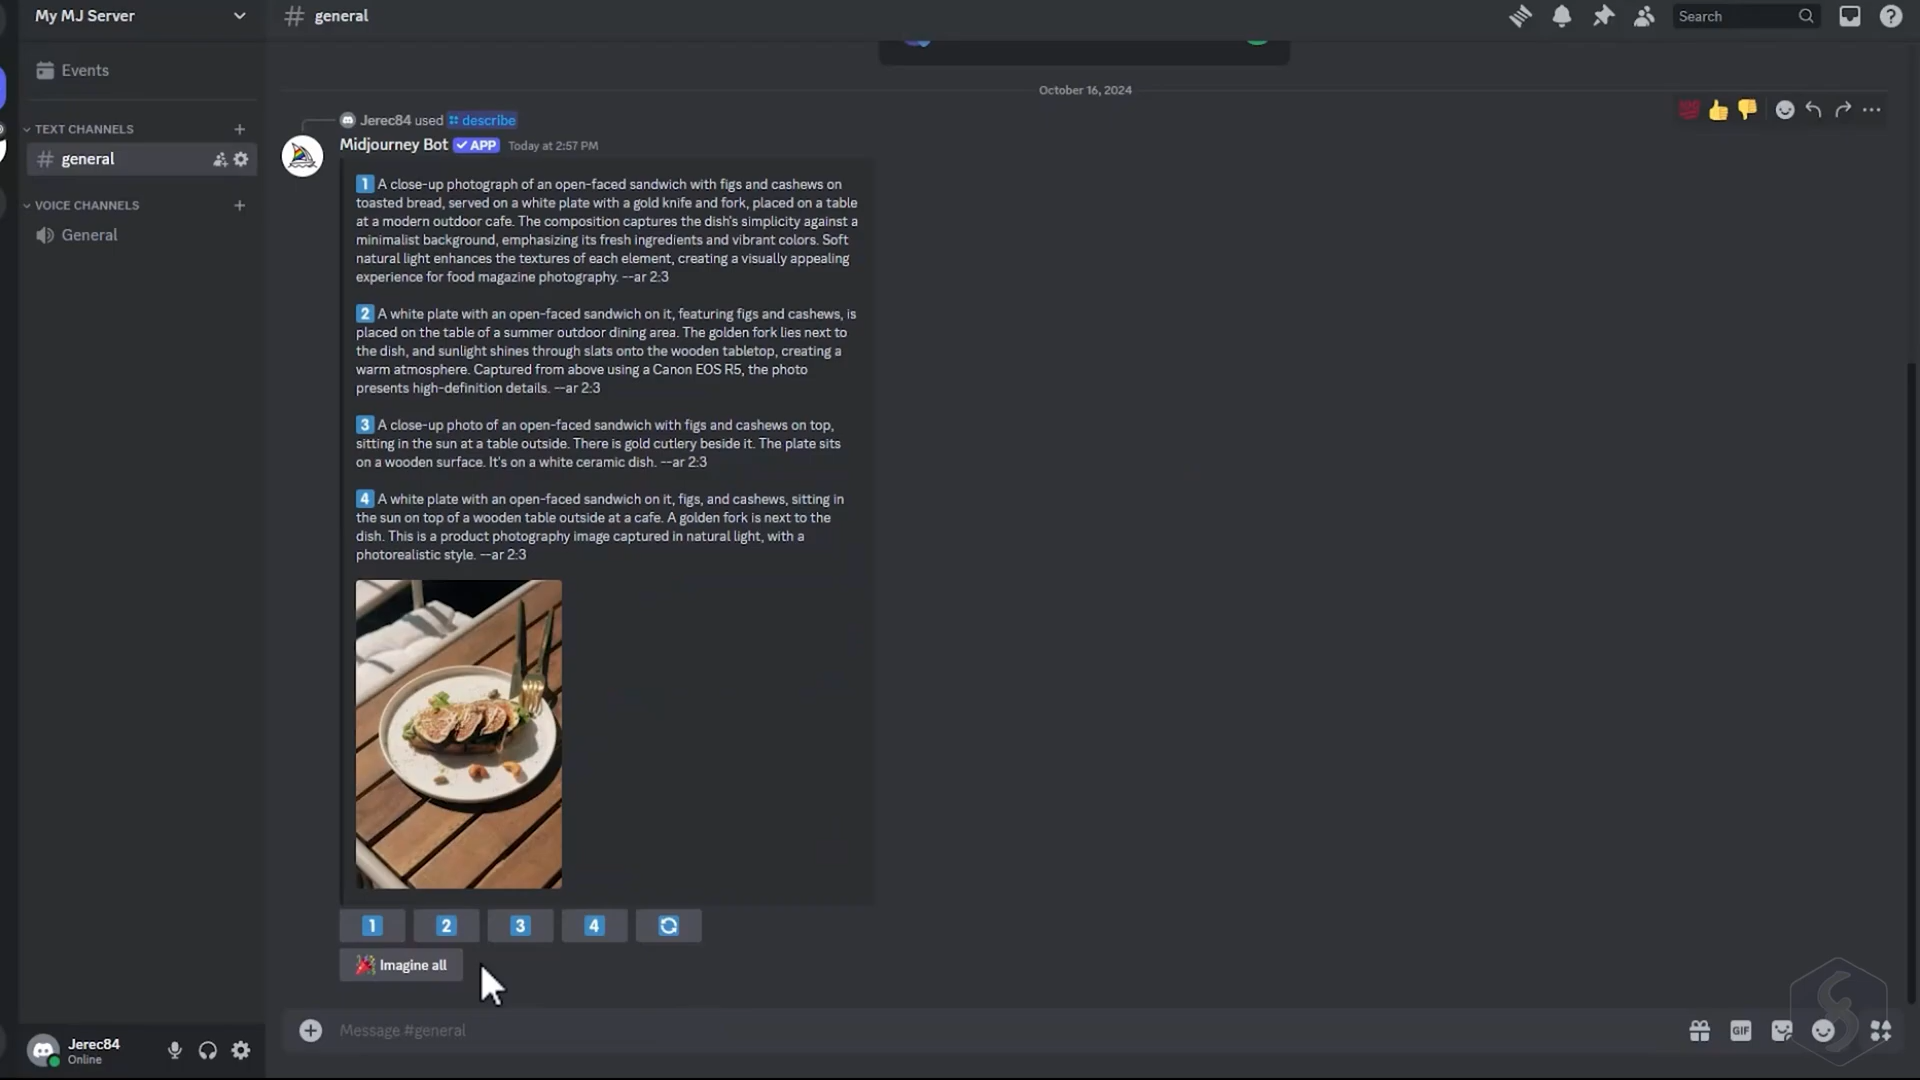 My MJ Server
# general
Search
Events
TEXT CHANNELS
# general
VOICE CHANNELS
General
October 16, 2024
Jerec84 used describe
Midjourney Bot ✓ APP Today at 2:57 PM
1 A close-up photograph of an open-faced sandwich with figs and cashews on
toasted bread, served on a white plate with a gold knife and fork, placed on a table
at a modern outdoor cafe. The composition captures the dish's simplicity against a
minimalist background, emphasizing its fresh ingredients and vibrant colors. Soft
natural light enhances the textures of each element, creating a visually appealing
experience for food magazine photography. --ar 2:3
2 A white plate with an open-faced sandwich on it, featuring figs and cashews, is
placed on the table of a summer outdoor dining area. The golden fork lies next to
the dish, and sunlight shines through slats onto the wooden tabletop, creating a
warm atmosphere. Captured from above using a Canon EOS R5, the photo
presents high-definition details. --ar 2:3
3 A close-up photo of an open-faced sandwich with figs and cashews on top,
sitting in the sun at a table outside. There is gold cutlery beside it. The plate sits
on a wooden surface. It's on a white ceramic dish. --ar 2:3
4 A white plate with an open-faced sandwich on it, figs, and cashews, sitting in
the sun on top of a wooden table outside at a cafe. A golden fork is next to the
dish. This is a product photography image captured in natural light, with a
photorealistic style. --ar 2:3
1 2 3 4
Imagine all
Message #general
GIF
Jerec84
Online